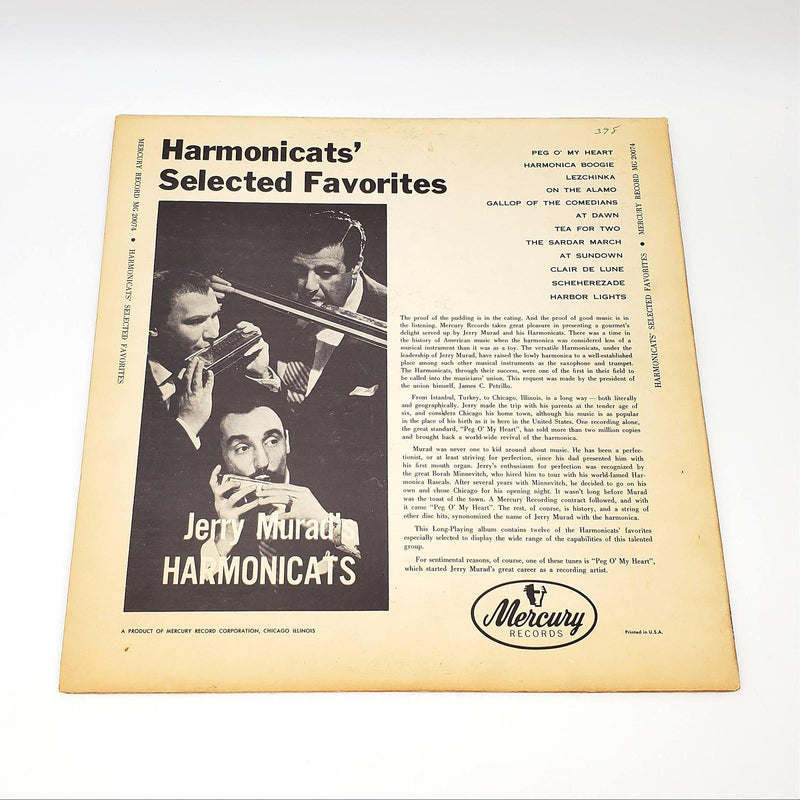 395
MERCURY RECORD MG 20074 • HARMONICATS' SELECTED FAVORITES
Harmonicats'
Selected Favorites
PEG O' MY HEART
HARMONICA BOOGIE
LEZCHINKA
ON THE ALAMO
GALLOP OF THE COMEDIANS
AT DAWN
TEA FOR TWO
THE SARDAR MARCH
AT SUNDOWN
CLAIR DE LUNE
SCHEHEREZADE
HARBOR LIGHTS
HARMONICATS' SELECTED FAVORITES • MERCURY RECORD MG 20074
The proof of the pudding is in the eating. And the proof of good music is in
the listening. Mercury Records takes great pleasure in presenting a gourmet's
delight served up by Jerry Murad and his Harmonicats. There was a time in
the history of American music when the harmonica was considered less of a
musical instrument than it was as a toy. The versatile Harmonicats, under the
leadership of Jerry Murad, have raised the lowly harmonica to a well-established
place among such other musical instruments as the saxophone and trumpet.
The Harmonicats, through their success, were one of the first in their field to
be called into the musicians' union. This request was made by the president of
the union himself, James C. Petrillo.
From Istanbul, Turkey, to Chicago, Illinois, is a long way — both literally
and geographically. Jerry made the trip with his parents at the tender age of
six, and considers Chicago his home town, although his music is as popular
in the place of his birth as it is here in the United States. One recording alone,
the great standard, "Peg O' My Heart", has sold more than two million copies
and brought back a world-wide revival of the harmonica.
Murad was never one to kid around about music. He has been a perfec-
tionist, or at least striving for perfection, since his dad presented him with
his first mouth organ. Jerry's enthusiasm for perfection was recognized by
the great Borah Minnevitch, who hired him to tour with his world-famed Har-
monica Rascals. After several years with Minnevitch, he decided to go on his
own and chose Chicago for his opening night. It wasn't long before Murad
was the toast of the town. A Mercury Recording contract followed, and with
it came "Peg O' My Heart". The rest, of course, is history, and a string of
other disc hits, synonomized the name of Jerry Murad with the harmonica.
This Long-Playing album contains twelve of the Harmonicats' favorites
especially selected to display the wide range of the capabilities of this talented
group.
For sentimental reasons, of course, one of these tunes is "Peg O' My Heart",
which started Jerry Murad's great career as a recording artist.
Jerry Murad's
HARMONICATS
A PRODUCT OF MERCURY RECORD CORPORATION, CHICAGO ILLINOIS
Mercury
RECORDS
Printed in U.S.A.